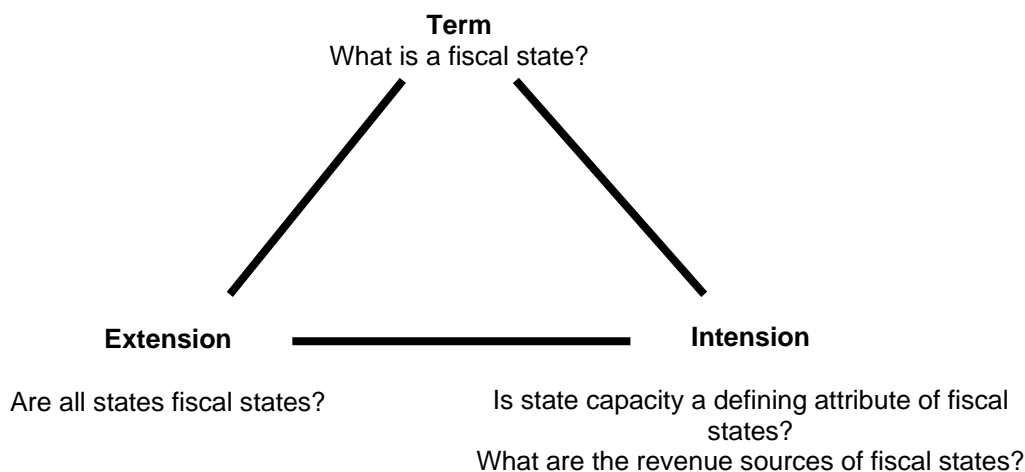 Term
What is a fiscal state?
Extension
Intension
Are all states fiscal states?
Is state capacity a defining attribute of fiscal
states?
What are the revenue sources of fiscal states?